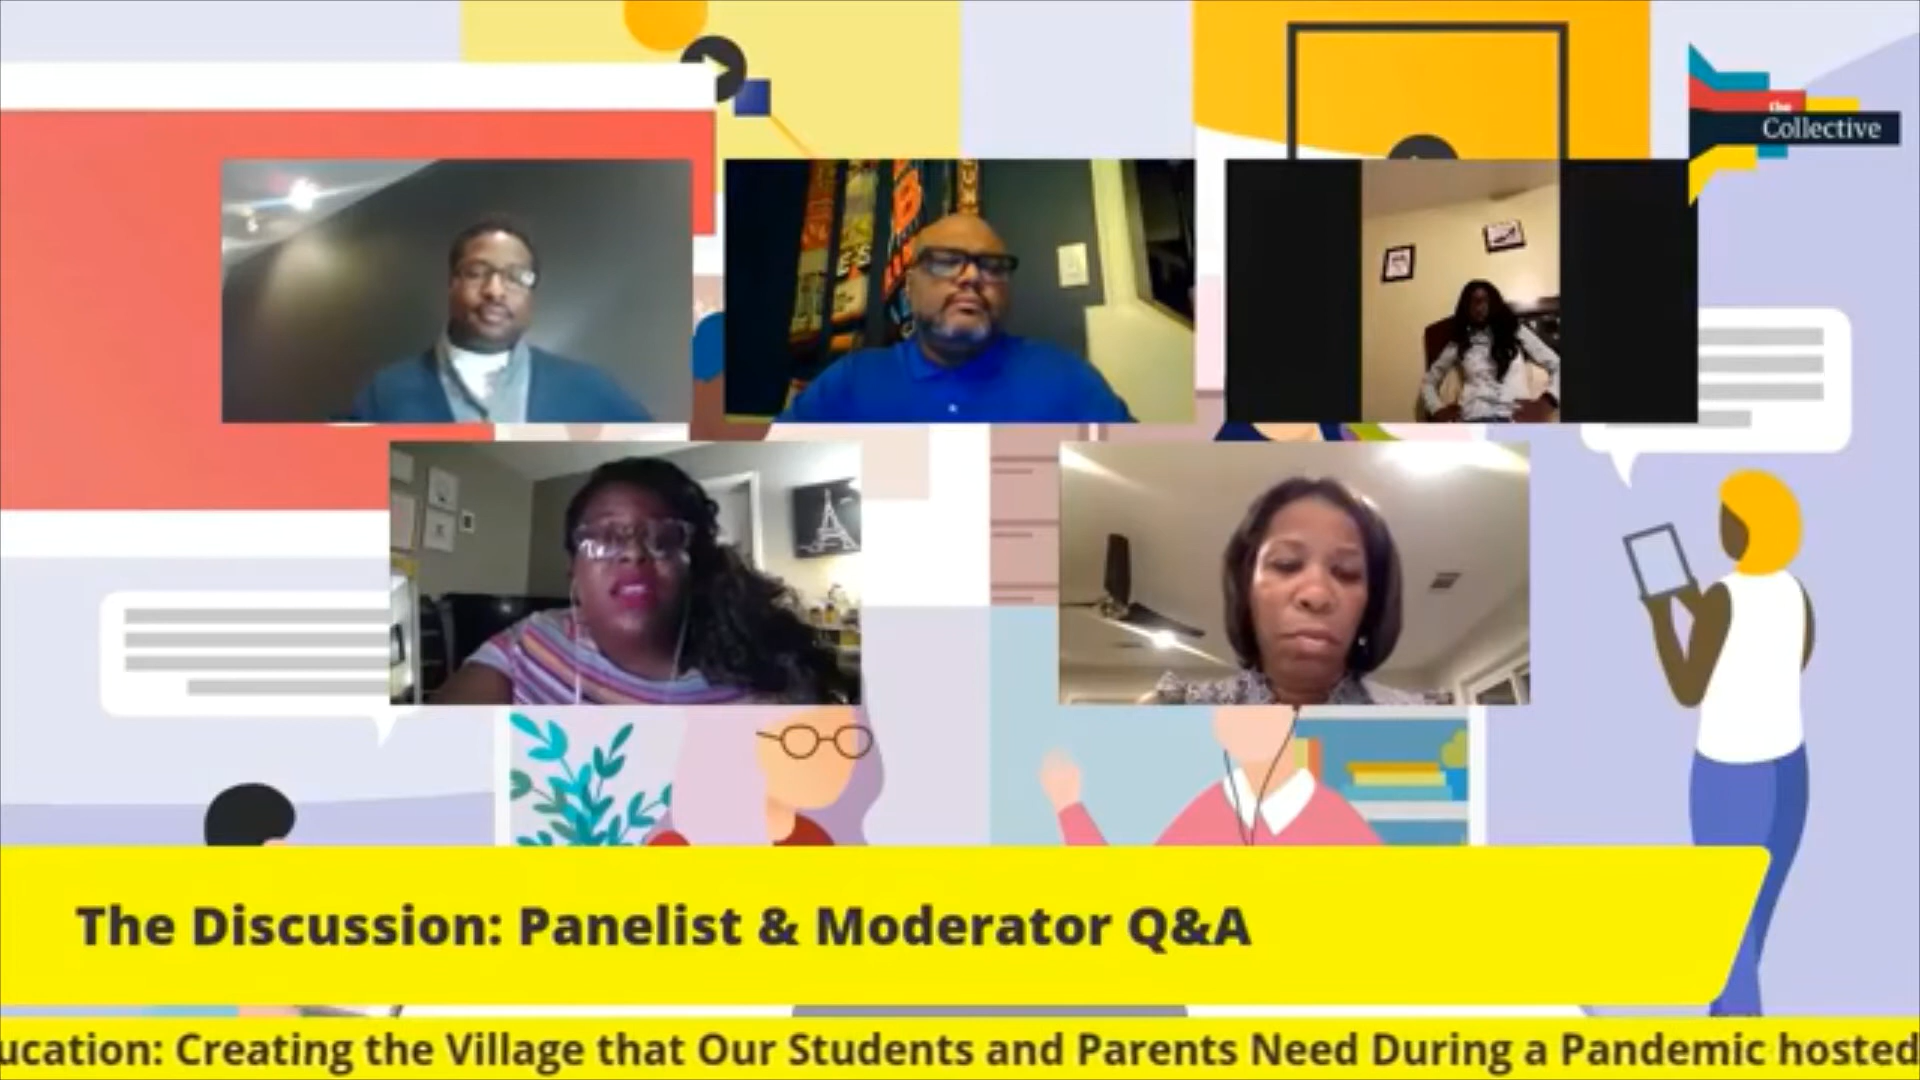 the
Collective
The Discussion: Panelist & Moderator Q&A
ucation: Creating the Village that Our Students and Parents Need During a Pandemic hosted